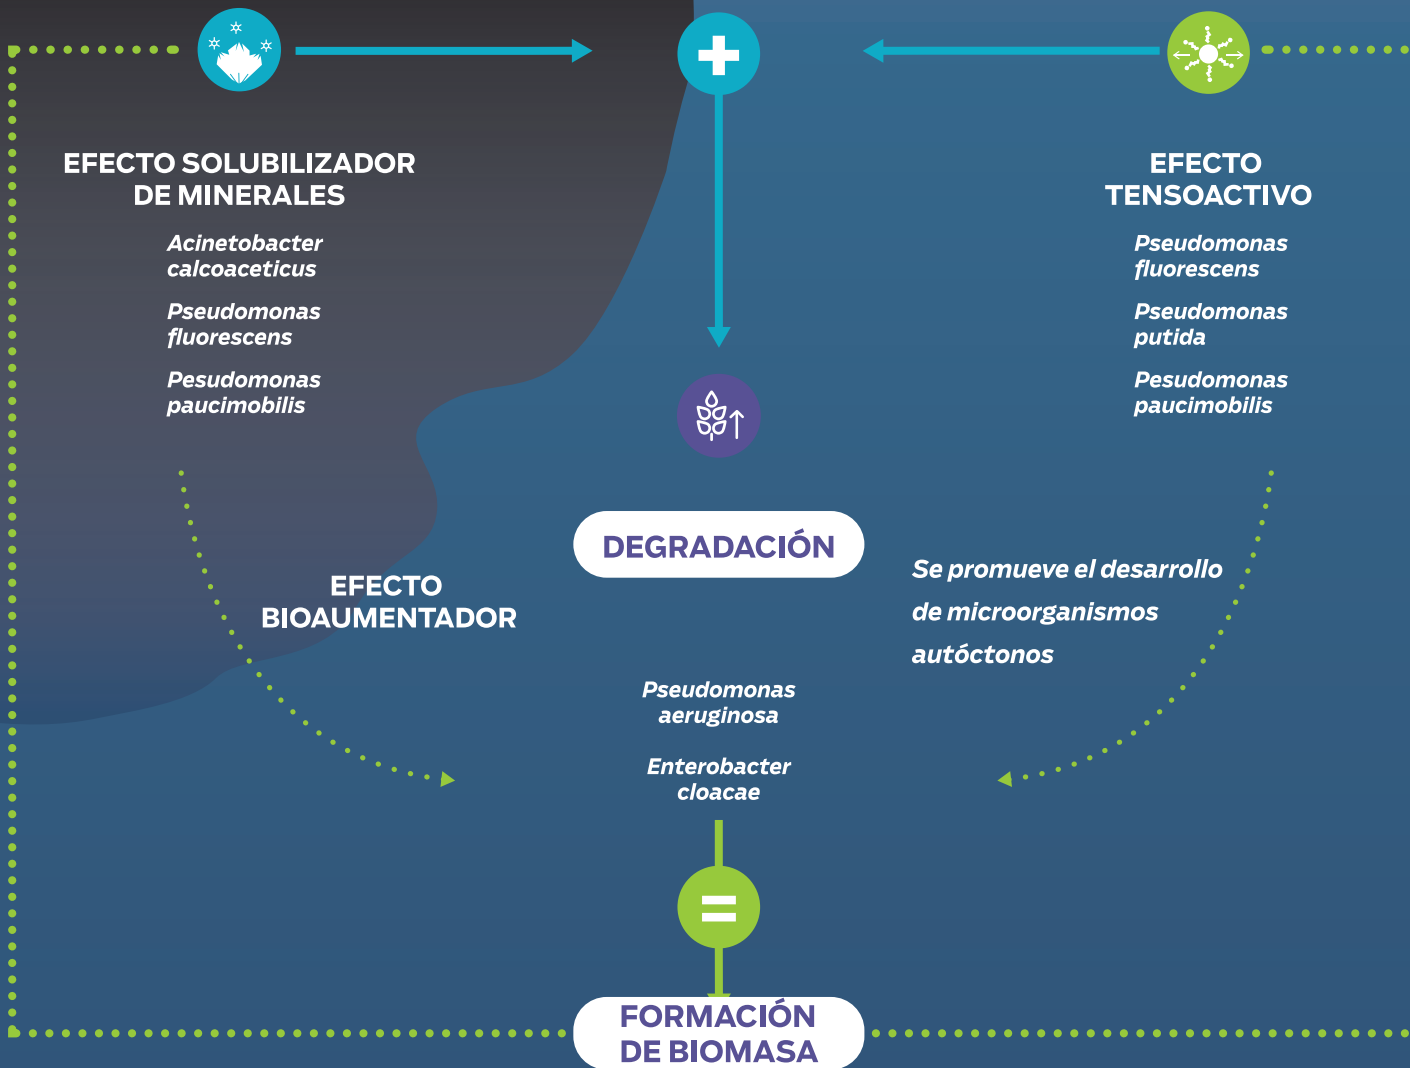 EFECTO SOLUBILIZADOR
DE MINERALES
Acinetobacter
calcoaceticus
Pseudomonas
fluorescens
Pesudomonas
paucimobilis
EFECTO
TENSOACTIVO
Pseudomonas
fluorescens
Pseudomonas
putida
Pesudomonas
paucimobilis
DEGRADACIÓN
EFECTO
BIOAUMENTADOR
Se promueve el desarrollo
de microorganismos
autóctonos
Pseudomonas
aeruginosa
Enterobacter
cloacae
FORMACIÓN
DE BIOMASA